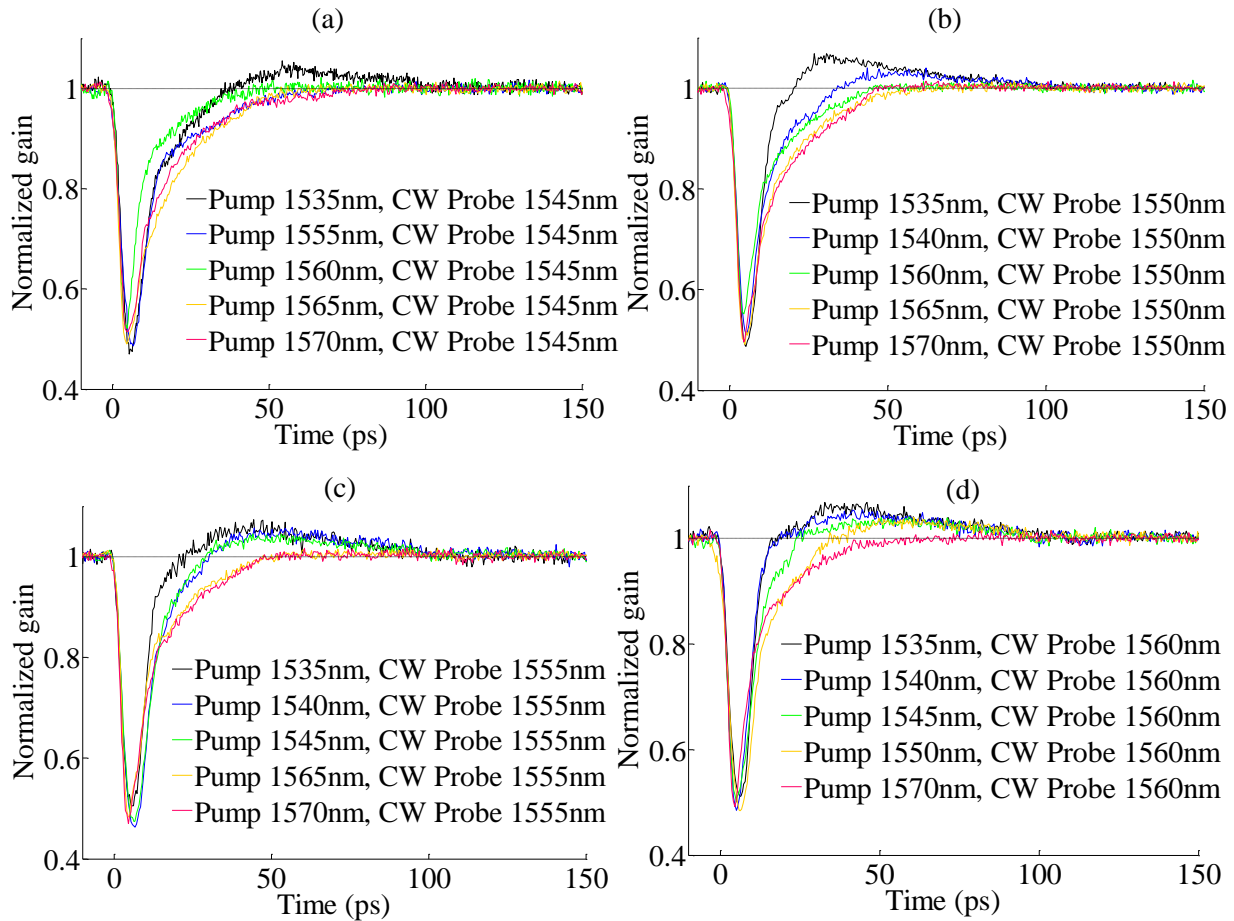 (a)
Normalized gain
1
0.8
0.6
0.4
Pump 1535nm, CW Probe 1545nm
Pump 1555nm, CW Probe 1545nm
Pump 1560nm, CW Probe 1545nm
Pump 1565nm, CW Probe 1545nm
Pump 1570nm, CW Probe 1545nm
0 50 100 150
Time (ps)
(b)
Normalized gain
1
0.8
0.6
0.4
Pump 1535nm, CW Probe 1550nm
Pump 1540nm, CW Probe 1550nm
Pump 1560nm, CW Probe 1550nm
Pump 1565nm, CW Probe 1550nm
Pump 1570nm, CW Probe 1550nm
0 50 100 150
Time (ps)
(c)
Normalized gain
1
0.8
0.6
0.4
Pump 1535nm, CW Probe 1555nm
Pump 1540nm, CW Probe 1555nm
Pump 1545nm, CW Probe 1555nm
Pump 1565nm, CW Probe 1555nm
Pump 1570nm, CW Probe 1555nm
0 50 100 150
Time (ps)
(d)
Normalized gain
1
0.8
0.6
0.4
Pump 1535nm, CW Probe 1560nm
Pump 1540nm, CW Probe 1560nm
Pump 1545nm, CW Probe 1560nm
Pump 1550nm, CW Probe 1560nm
Pump 1570nm, CW Probe 1560nm
0 50 100 150
Time (ps)